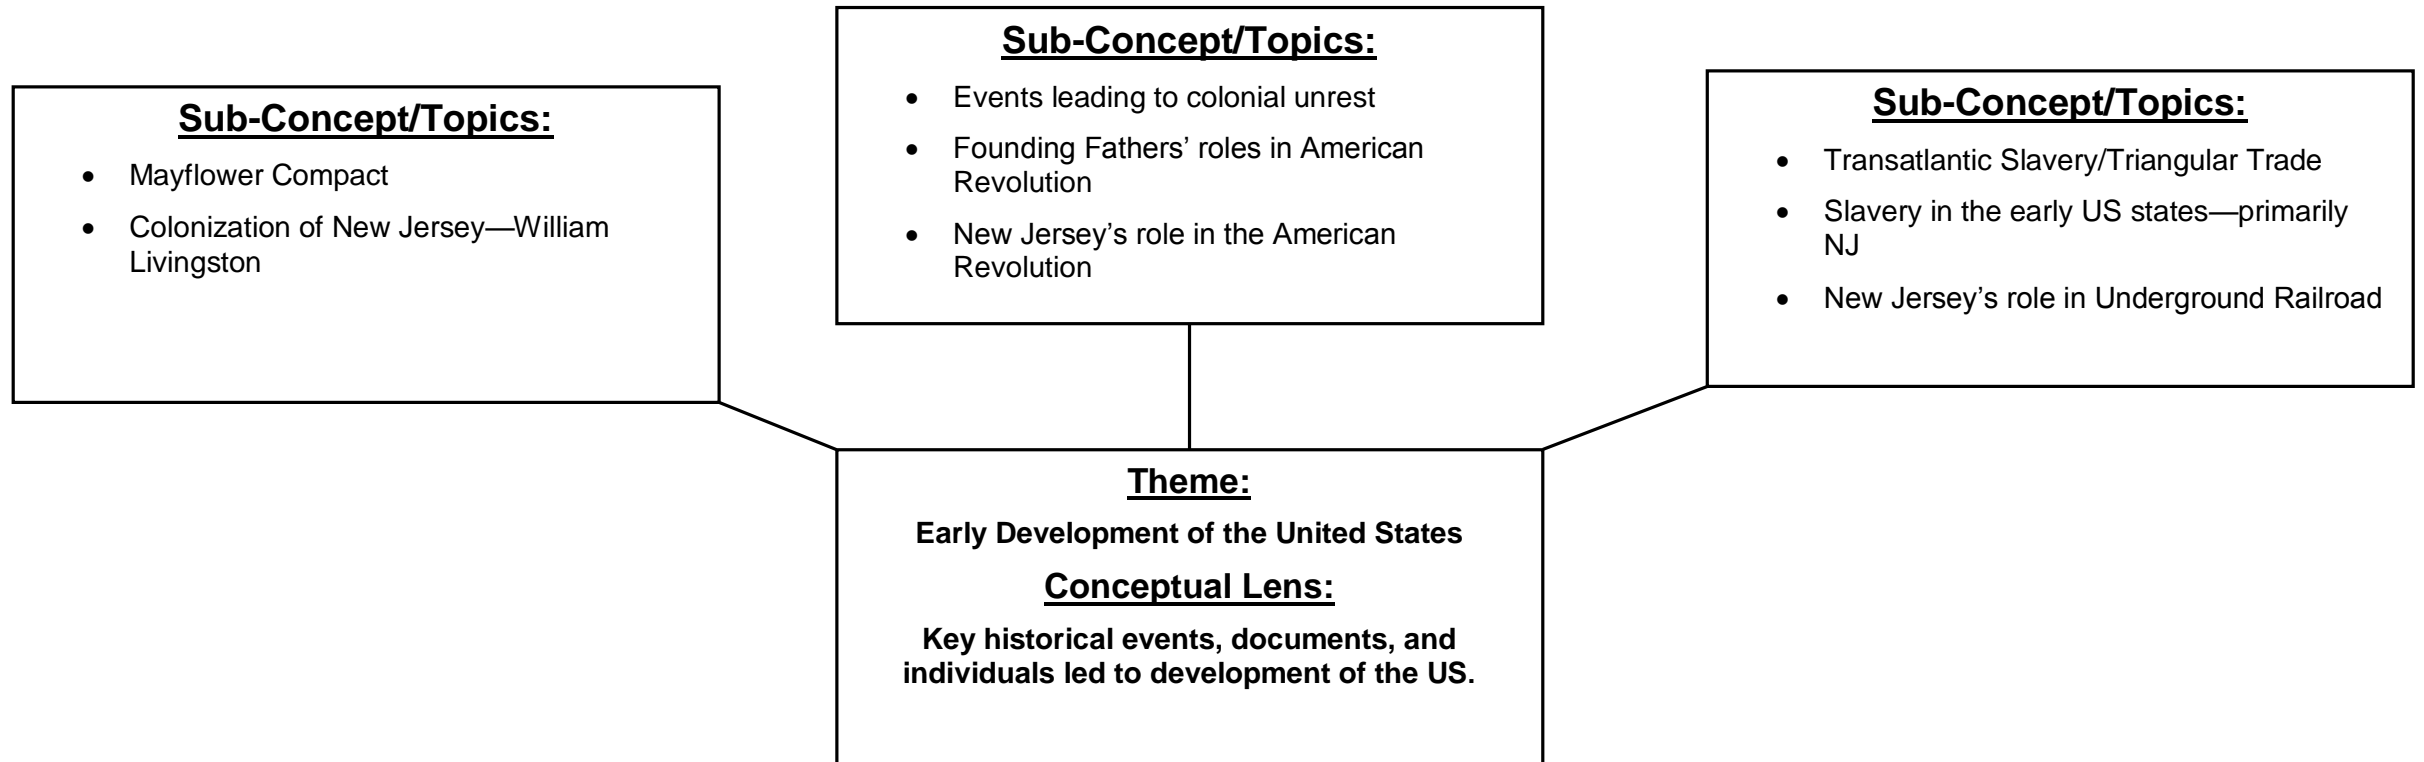 Sub-Concept/Topics:
• Mayflower Compact
• Colonization of New Jersey—William
Livingston
Sub-Concept/Topics:
• Events leading to colonial unrest
• Founding Fathers’ roles in American
Revolution
• New Jersey’s role in the American
Revolution
Sub-Concept/Topics:
• Transatlantic Slavery/Triangular Trade
• Slavery in the early US states—primarily
NJ
• New Jersey’s role in Underground Railroad
Theme:
Early Development of the United States
Conceptual Lens:
Key historical events, documents, and
individuals led to development of the US.